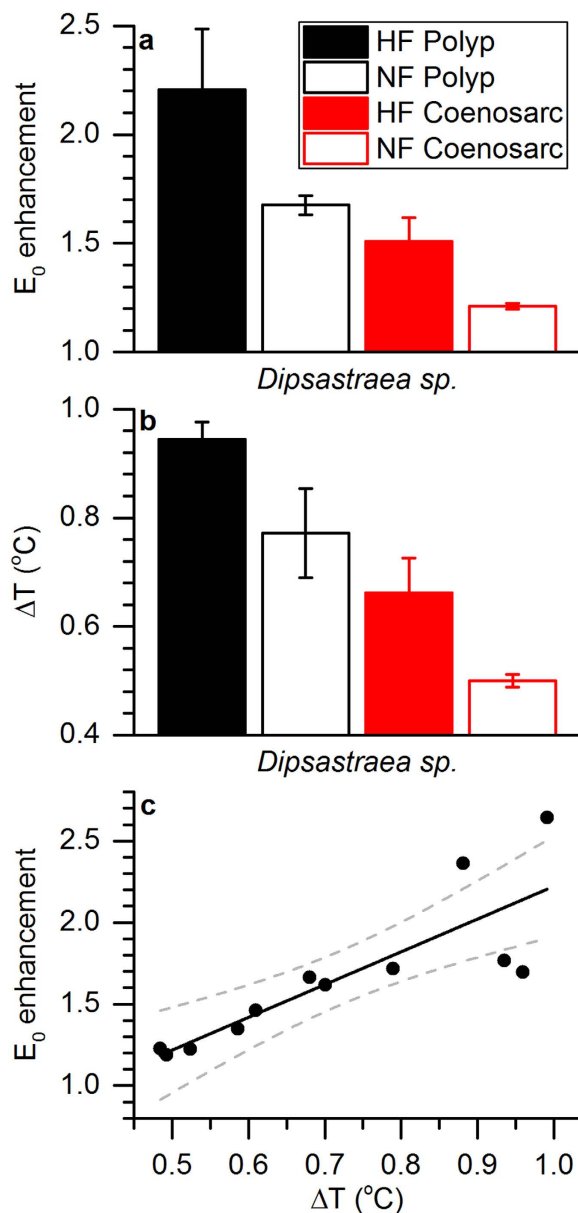 a
HF Polyp
NF Polyp
HF Coenosarc
NF Coenosarc
E₀ enhancement
2.5
2.0
1.5
1.0
Dipsastraea sp.
b
ΔT (°C)
1.0
0.8
0.6
0.4
Dipsastraea sp.
c
E₀ enhancement
2.5
2.0
1.5
1.0
0.5 0.6 0.7 0.8 0.9 1.0
ΔT (°C)